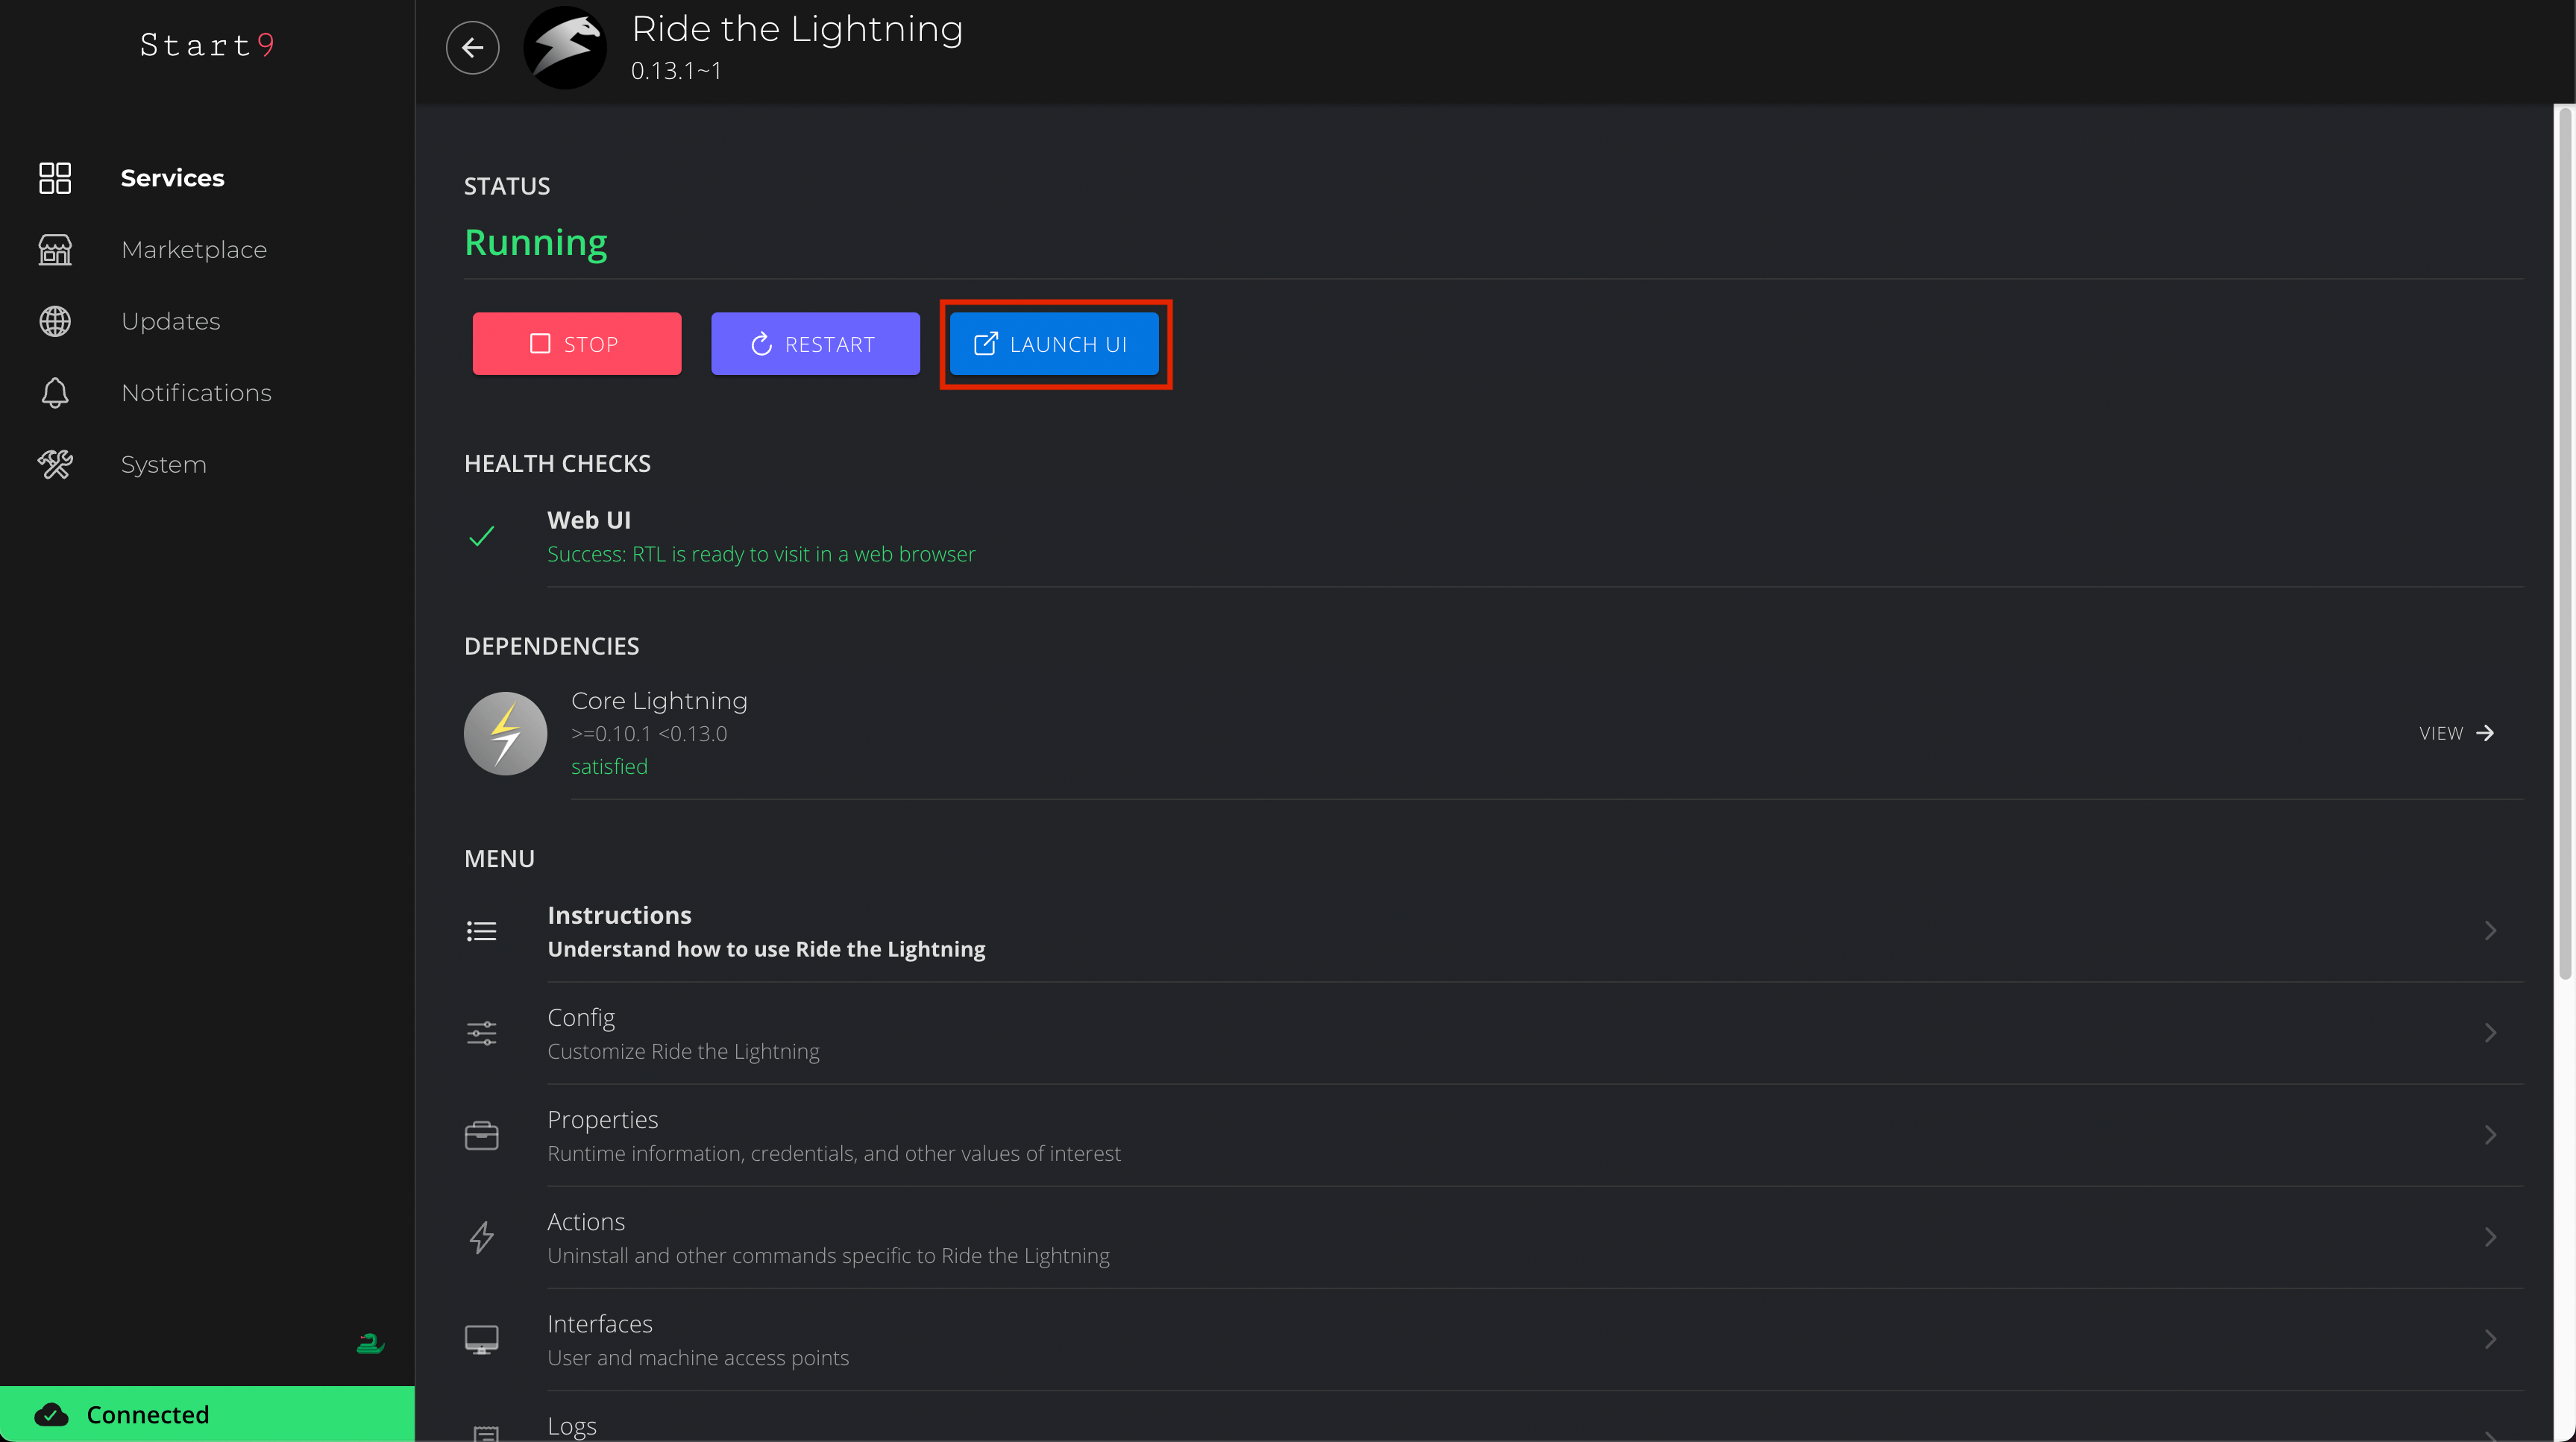 Start9
Services
Marketplace
Updates
Notifications
System
Connected
Ride the Lightning
0.13.1~1
STATUS
Running
STOP
RESTART
LAUNCH UI
HEALTH CHECKS
Web UI
Success: RTL is ready to visit in a web browser
DEPENDENCIES
Core Lightning
>=0.10.1 <0.13.0
satisfied
VIEW
MENU
Instructions
Understand how to use Ride the Lightning
Config
Customize Ride the Lightning
Properties
Runtime information, credentials, and other values of interest
Actions
Uninstall and other commands specific to Ride the Lightning
Interfaces
User and machine access points
Logs